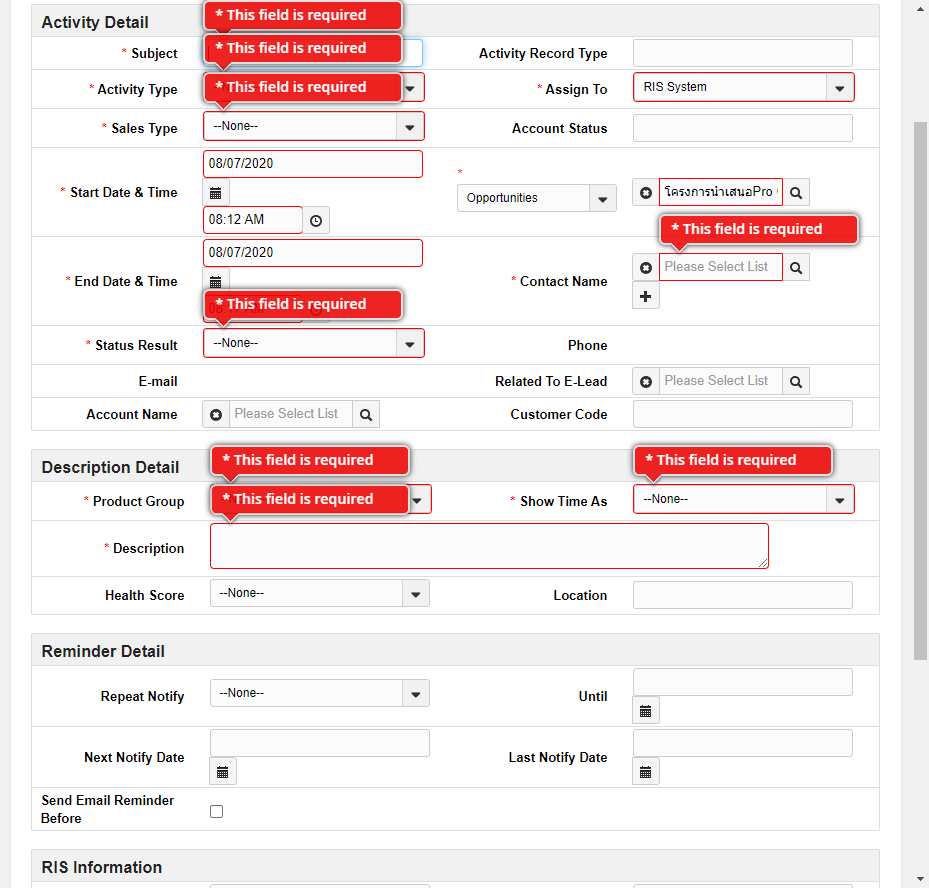 * This field is required
Activity Detail
* Subject
* This field is required
Activity Record Type
* Activity Type
* This field is required
* Assign To
RIS System
* Sales Type
--None--
Account Status
* Start Date & Time
08/07/2020
08:12 AM
*
Opportunities
โครงการนำเสนอPro
* This field is required
* End Date & Time
08/07/2020
* Contact Name
Please Select List
* This field is required
* Status Result
--None--
Phone
E-mail
Related To E-Lead
Please Select List
Account Name
Please Select List
Customer Code
Description Detail
* This field is required
* This field is required
* Product Group
* This field is required
* Show Time As
--None--
* Description
Health Score
--None--
Location
Reminder Detail
Repeat Notify
--None--
Until
Next Notify Date
Last Notify Date
Send Email Reminder
Before
RIS Information